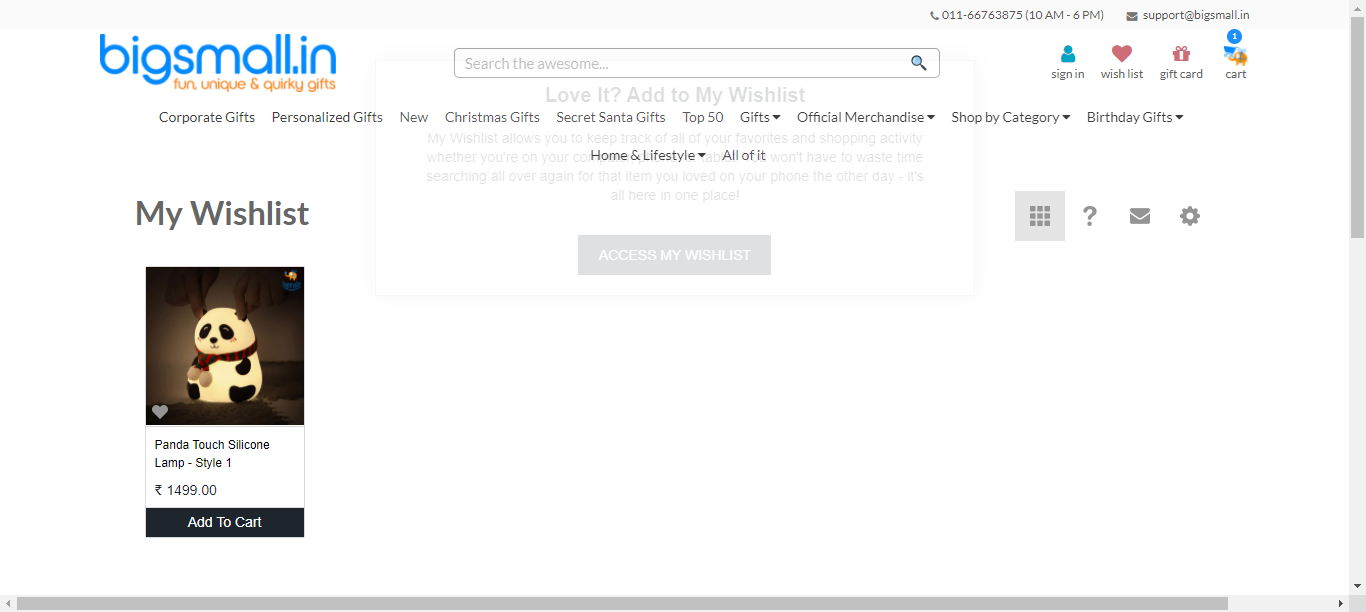 011-66763875 (10 AM - 6 PM) support@bigsmall.in
bigsmall.in
fun, unique & quirky gifts
Search the awesome...
1
sign in wish list gift card cart
Love It? Add to My Wishlist
Corporate Gifts Personalized Gifts New Christmas Gifts Secret Santa Gifts Top 50 Gifts Official Merchandise Shop by Category Birthday Gifts
My Wishlist allows you to keep track of all of your favorites and shopping activity
Home & Lifestyle All of it
whether you're on your won't have to waste time
searching all over again for that item you loved on your phone the other day - it's
all here in one place!
My Wishlist
?
ACCESS MY WISHLIST
Panda Touch Silicone
Lamp - Style 1
₹ 1499.00
Add To Cart